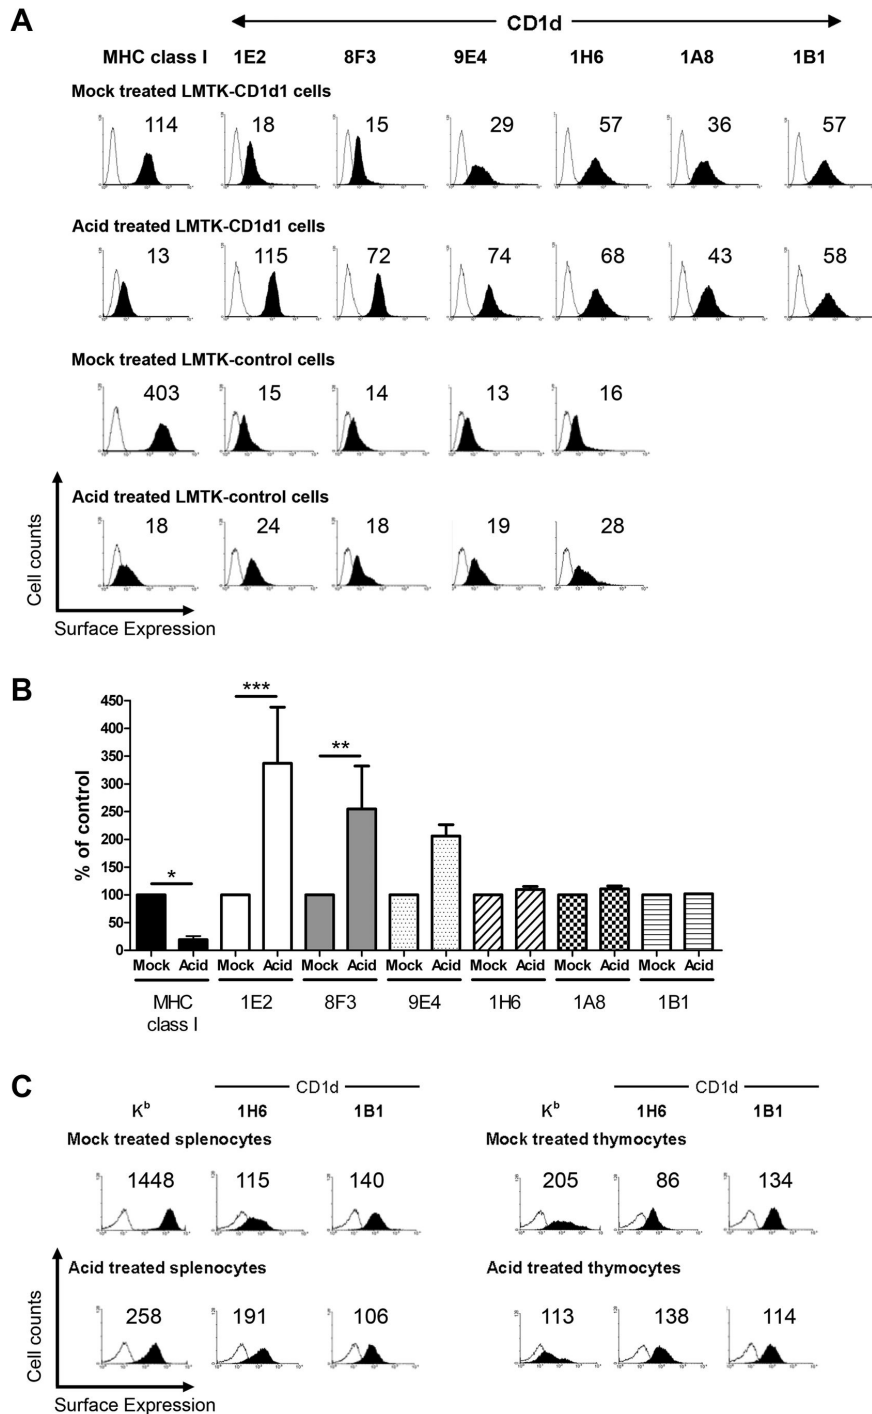 A
CD1d
MHC class I 1E2 8F3 9E4 1H6 1A8 1B1
Mock treated LMTK-CD1d1 cells
114 18 15 29 57 36 57
Acid treated LMTK-CD1d1 cells
13 115 72 74 68 43 58
Mock treated LMTK-control cells
403 15 14 13 16
Acid treated LMTK-control cells
18 24 18 19 28
Cell counts
Surface Expression
B
% of control
450
400
350
300
250
200
150
100
50
0
* *** **
Mock Acid Mock Acid Mock Acid Mock Acid Mock Acid Mock Acid Mock Acid
MHC class I 1E2 8F3 9E4 1H6 1A8 1B1
C
CD1d CD1d
K^b 1H6 1B1 K^b 1H6 1B1
Mock treated splenocytes Mock treated thymocytes
1448 115 140 205 86 134
Acid treated splenocytes Acid treated thymocytes
258 191 106 113 138 114
Cell counts
Surface Expression